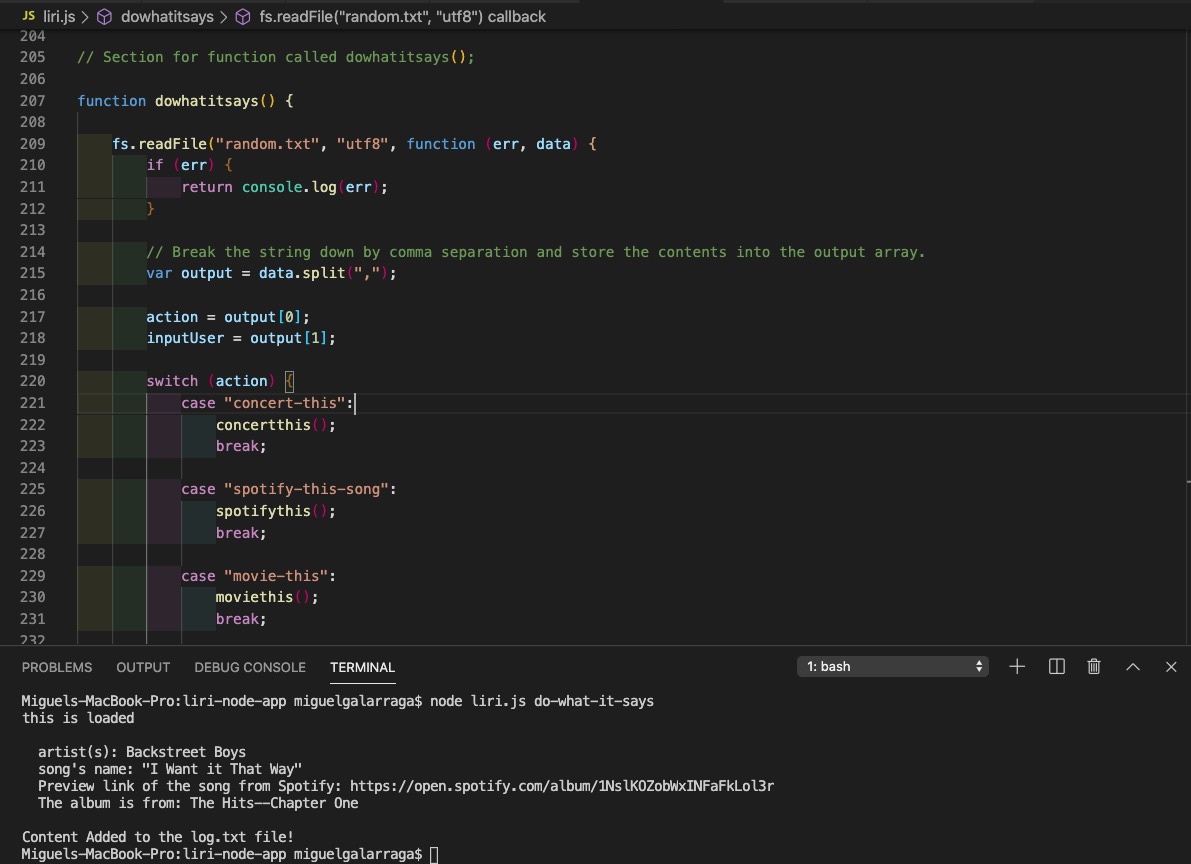 JS liri.js > dowhatitsays > fs.readFile("random.txt", "utf8") callback
204
205 // Section for function called dowhatitsays();
206
207 function dowhatitsays() {
208
209 fs.readFile("random.txt", "utf8", function (err, data) {
210 if (err) {
211 return console.log(err);
212 }
213
214 // Break the string down by comma separation and store the contents into the output array.
215 var output = data.split(",");
216
217 action = output[0];
218 inputUser = output[1];
219
220 switch (action) {
221 case "concert-this":
222 concertthis();
223 break;
224
225 case "spotify-this-song":
226 spotifythis();
227 break;
228
229 case "movie-this":
230 moviethis();
231 break;
232
PROBLEMS OUTPUT DEBUG CONSOLE TERMINAL 1: bash
Miguels-MacBook-Pro:liri-node-app miguelgalarraga$ node liri.js do-what-it-says
this is loaded
artist(s): Backstreet Boys
song's name: "I Want it That Way"
Preview link of the song from Spotify: https://open.spotify.com/album/1NslKOZobWxINFaFkLol3r
The album is from: The Hits--Chapter One
Content Added to the log.txt file!
Miguels-MacBook-Pro:liri-node-app miguelgalarraga$